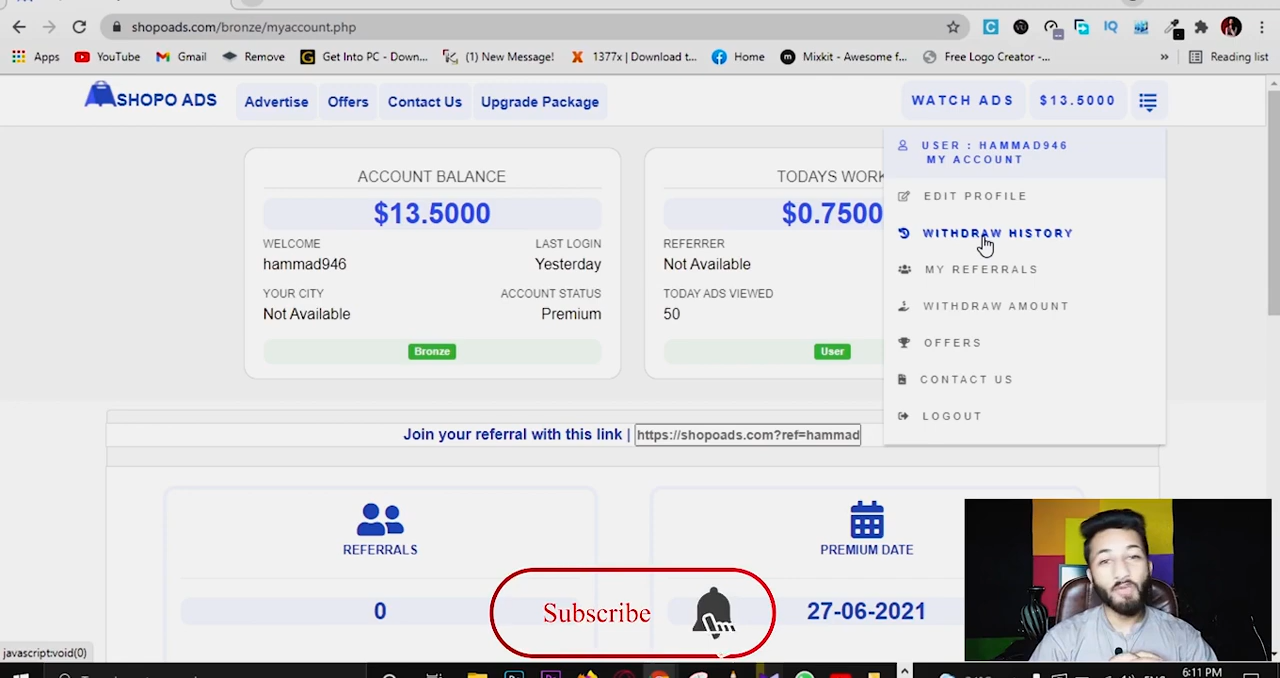 shopoads.com/bronze/myaccount.php
Apps YouTube Gmail Remove Get Into PC - Down... (1) New Message! 1377x | Download t... Home Mixkit - Awesome f... Free Logo Creator -... » Reading list
SHOPO ADS Advertise Offers Contact Us Upgrade Package WATCH ADS $13.5000
USER : HAMMAD946
MY ACCOUNT
EDIT PROFILE
WITHDRAW HISTORY
MY REFERRALS
WITHDRAW AMOUNT
OFFERS
CONTACT US
LOGOUT
ACCOUNT BALANCE
$13.5000
WELCOME LAST LOGIN
hammad946 Yesterday
YOUR CITY ACCOUNT STATUS
Not Available Premium
Bronze
TODAYS WORK
$0.7500
REFERRER
Not Available
TODAY ADS VIEWED
50
User
Join your referral with this link | https://shopoads.com?ref=hammad
REFERRALS
0
PREMIUM DATE
27-06-2021
Subscribe
javascript:void(0)
6:11 PM